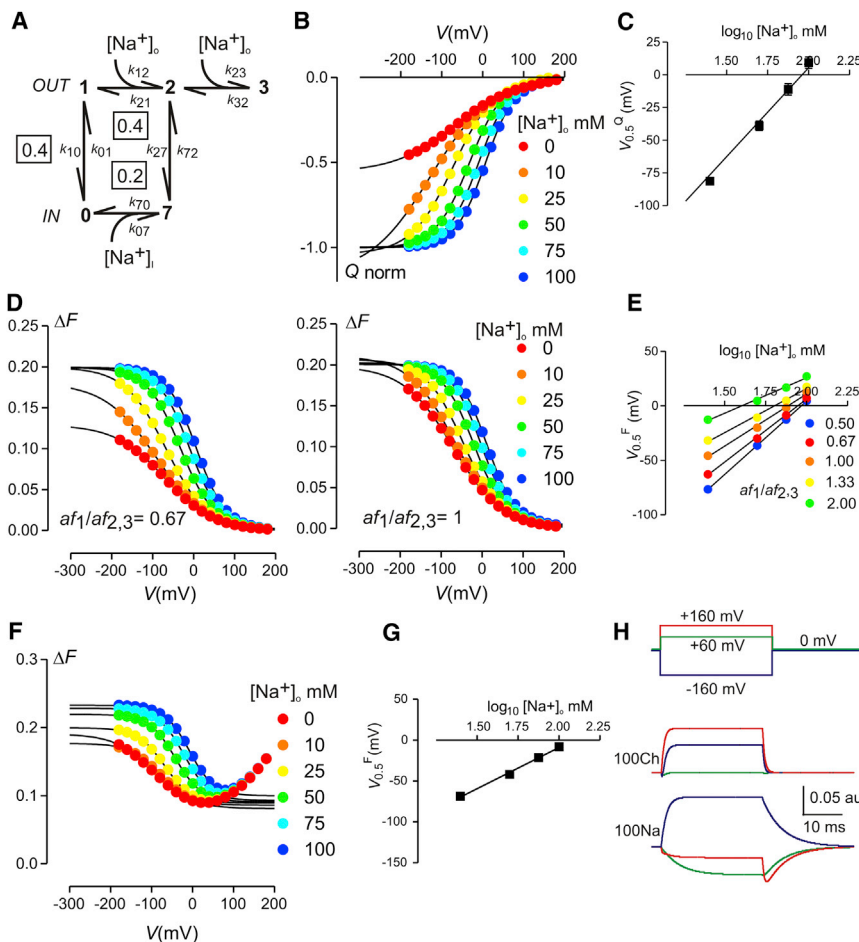 A
[Na+]o
[Na+]o
k12
k23
OUT
1
2
3
k21
k32
0.4
0.4
k10
k01
k27
k72
0.2
k70
IN
0
7
k07
[Na+]I
B
V(mV)
-200 -100 0 100 200
0.0
-0.5
-1.0
Q norm
[Na+]o mM
0
10
25
50
75
100
C
log10 [Na+]o mM
1.50 1.75 2.00 2.25
25
0
-25
-50
-75
-100
V0.5Q (mV)
D
ΔF
0.25
0.20
0.15
0.10
0.05
0.00
af1/af2,3= 0.67
-300 -200 -100 0 100 200
V(mV)
ΔF
0.25
0.20
0.15
0.10
0.05
0.00
af1/af2,3= 1
-300 -200 -100 0 100 200
V(mV)
[Na+]o mM
0
10
25
50
75
100
E
log10 [Na+]o mM
50
0
-50
-100
1.50 1.75 2.00 2.25
V0.5F (mV)
0.50
0.67
1.00
1.33
2.00
af1/af2,3
F
ΔF
0.3
0.2
0.1
0.0
-300 -200 -100 0 100 200
V(mV)
[Na+]o mM
0
10
25
50
75
100
G
log10 [Na+]o mM
1.50 1.75 2.00 2.25
50
0
-50
-100
-150
V0.5F (mV)
H
+160 mV
+60 mV
0 mV
-160 mV
100Ch
100Na
0.05 au
10 ms